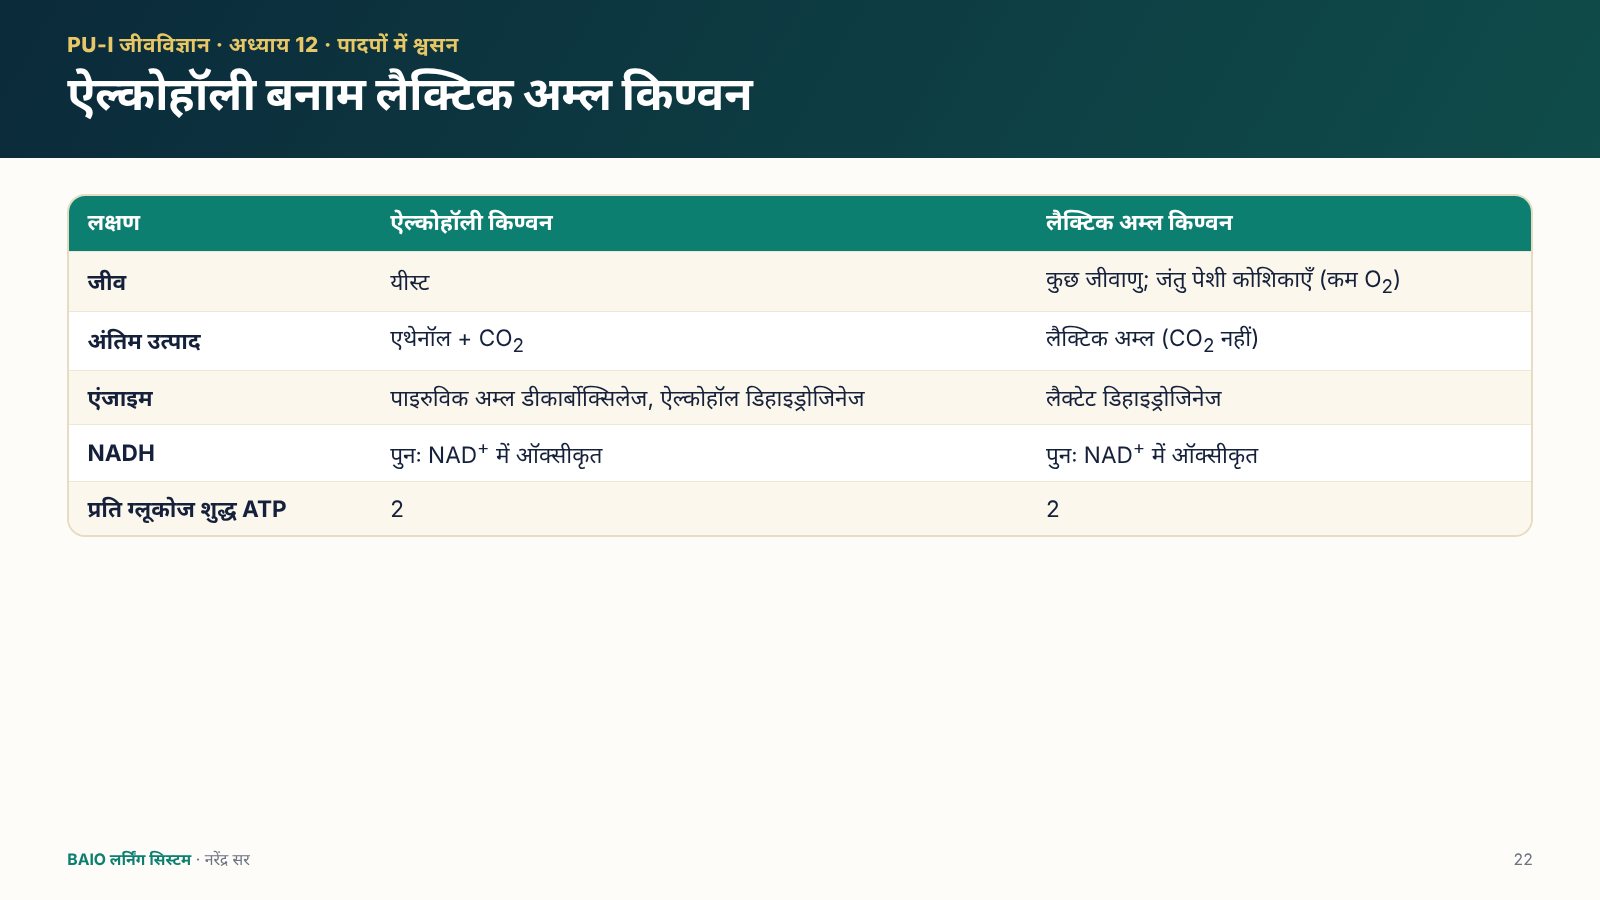 PU-I जीवविज्ञान · अध्याय 12 · पादपों में श्वसन
ऐल्कोहॉली बनाम लैक्टिक अम्ल किण्वन
लक्षण ऐल्कोहॉली किण्वन लैक्टिक अम्ल किण्वन
जीव यीस्ट कुछ जीवाणु; जंतु पेशी कोशिकाएँ (कम O₂)
अंतिम उत्पाद एथेनॉल + CO₂ लैक्टिक अम्ल (CO₂ नहीं)
एंजाइम पाइरुविक अम्ल डीकार्बोक्सिलेज, ऐल्कोहॉल डिहाइड्रोजिनेज लैक्टेट डिहाइड्रोजिनेज
NADH पुनः NAD⁺ में ऑक्सीकृत पुनः NAD⁺ में ऑक्सीकृत
प्रति ग्लूकोज शुद्ध ATP 2 2
BAIO लर्निंग सिस्टम · नरेंद्र सर 22